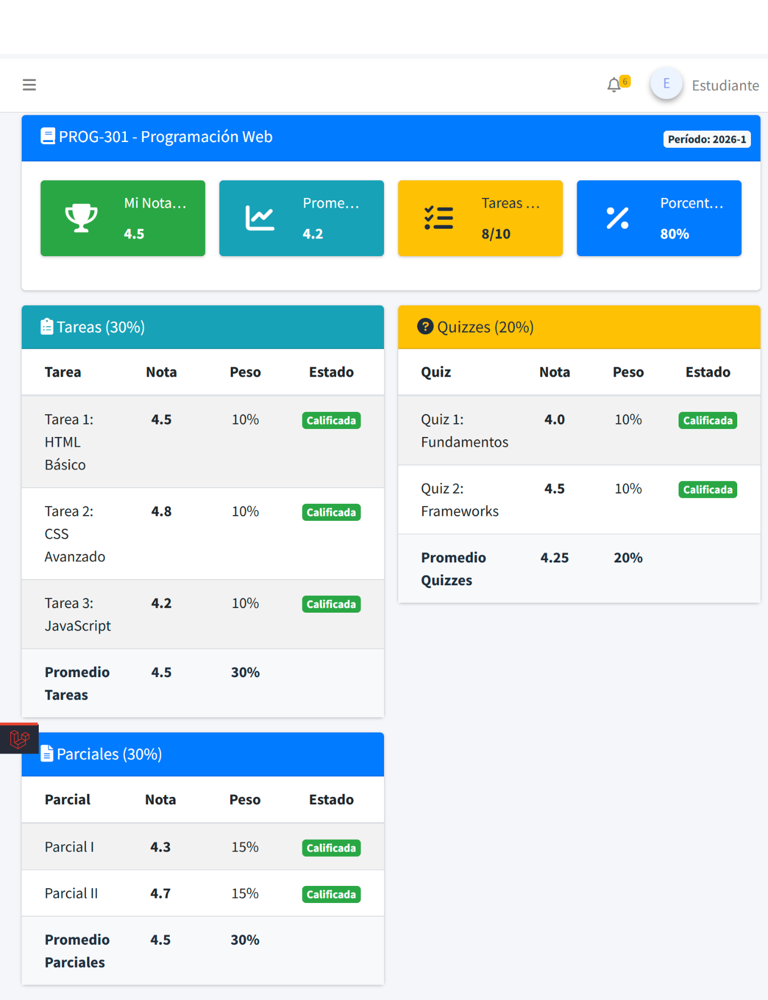 6
E
Estudiante
PROG-301 - Programación Web
Período: 2026-1
Mi Nota...
4.5
Prome...
4.2
Tareas ...
8/10
Porcent...
80%
Tareas (30%)
Tarea Nota Peso Estado
Tarea 1: 4.5 10% Calificada
HTML
Básico
Tarea 2: 4.8 10% Calificada
CSS
Avanzado
Tarea 3: 4.2 10% Calificada
JavaScript
Promedio 4.5 30%
Tareas
Quizzes (20%)
Quiz Nota Peso Estado
Quiz 1: 4.0 10% Calificada
Fundamentos
Quiz 2: 4.5 10% Calificada
Frameworks
Promedio 4.25 20%
Quizzes
Parciales (30%)
Parcial Nota Peso Estado
Parcial I 4.3 15% Calificada
Parcial II 4.7 15% Calificada
Promedio 4.5 30%
Parciales